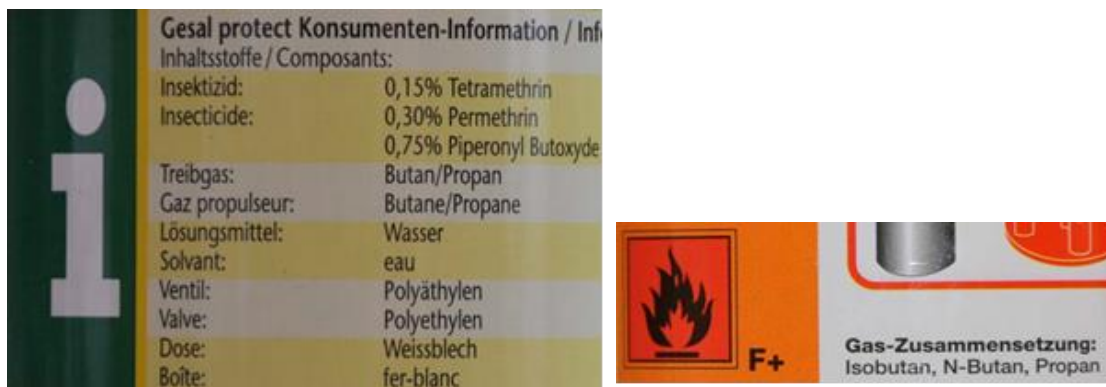 Gesal protect Konsumenten-Information / Inf
Inhaltsstoffe / Composants:
Insektizid: 0,15% Tetramethrin
Insecticide: 0,30% Permethrin
0,75% Piperonyl Butoxyde
Treibgas: Butan/Propan
Gaz propulseur: Butane/Propane
Lösungsmittel: Wasser
Solvant: eau
Ventil: Polyäthylen
Valve: Polyethylen
Dose: Weissblech
Boîte: fer-blanc
i
F+
Gas-Zusammensetzung:
Isobutan, N-Butan, Propan